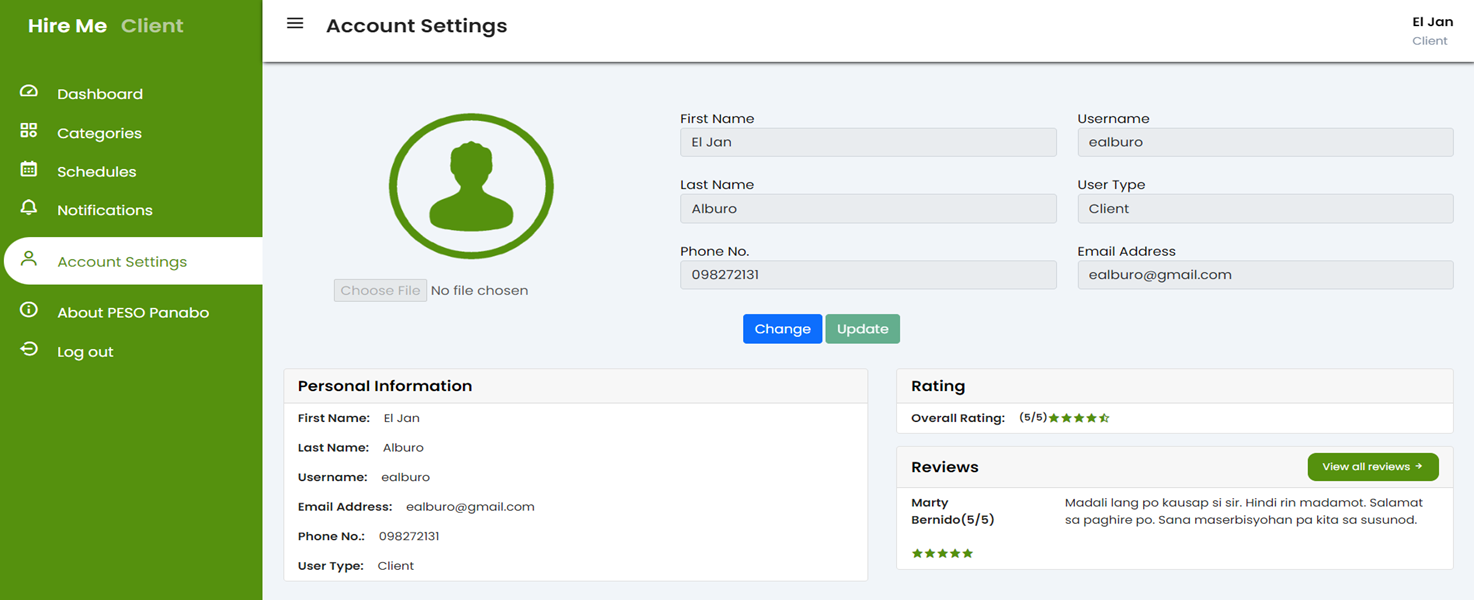 Hire Me Client
Dashboard
Categories
Schedules
Notifications
Account Settings
About PESO Panabo
Log out
Account Settings
El Jan
Client
First Name
El Jan
Username
ealburo
Last Name
Alburo
User Type
Client
Phone No.
098272131
Email Address
ealburo@gmail.com
Choose File No file chosen
Change Update
Personal Information
First Name: El Jan
Last Name: Alburo
Username: ealburo
Email Address: ealburo@gmail.com
Phone No.: 098272131
User Type: Client
Rating
Overall Rating: (5/5)
Reviews
View all reviews
Marty
Bernido(5/5)
Madali lang po kausap si sir. Hindi rin madamot. Salamat
sa paghire po. Sana maserbisyohan pa kita sa susunod.